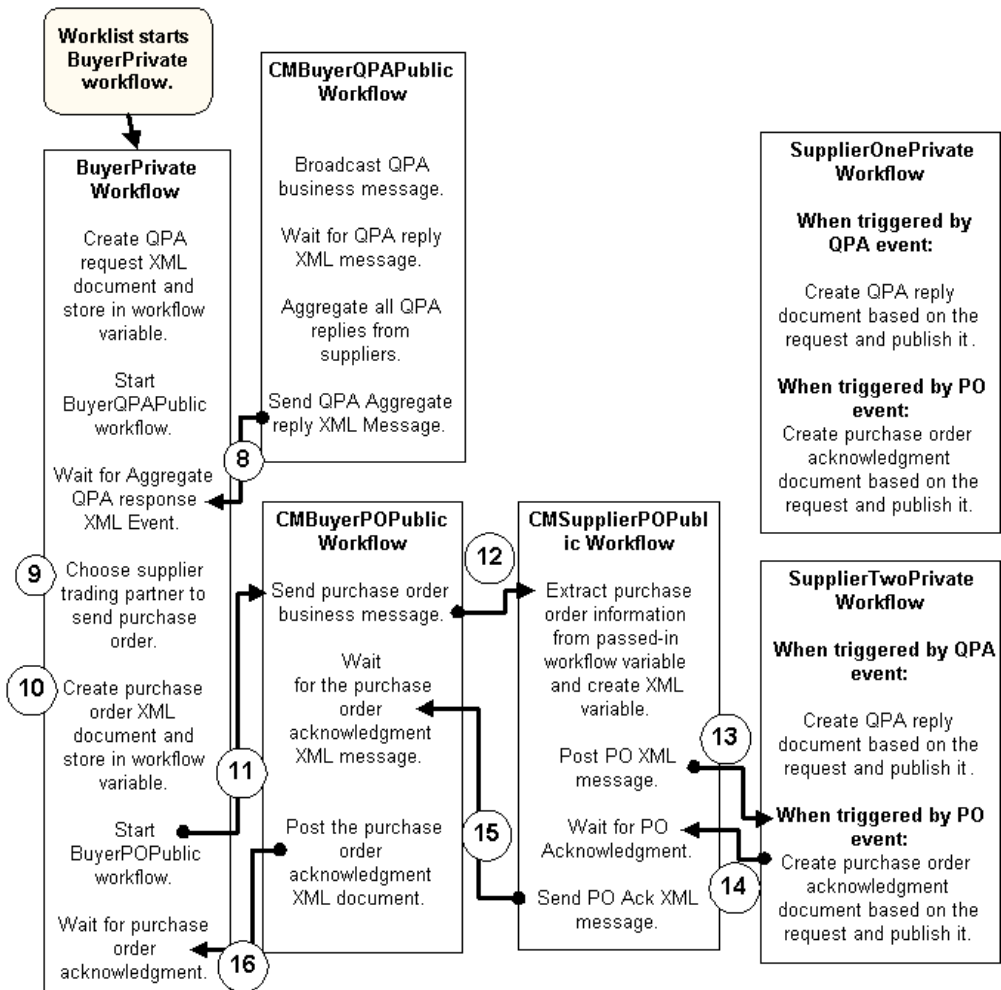 Worklist starts
BuyerPrivate
workflow.
BuyerPrivate
Workflow
Create QPA
request XML
document and
store in workflow
variable.
Start
BuyerQPAPublic
workflow.
Wait for Aggregate
QPA response
XML Event.
9
Choose supplier
trading partner to
send purchase
order.
10
Create purchase
order XML
document and
store in workflow
variable.
Start
BuyerPOPublic
workflow.
Wait for purchase
order
acknowledgment.
CMBuyerQPAPublic
Workflow
Broadcast QPA
business message.
Wait for QPA reply
XML message.
Aggregate all QPA
replies from
suppliers.
Send QPA Aggregate
reply XML Message.
8
CMBuyerPOPublic
Workflow
Send purchase order
business message.
Wait
for the purchase
order
acknowledgment
XML message.
11
Post the purchase
order
acknowledgment
XML document.
16
12
CMSupplierPOPubl
ic Workflow
Extract purchase
order information
from passed-in
workflow variable
and create XML
variable.
13
Post PO XML
message.
15
Wait for PO
Acknowledgment.
14
Send PO Ack XML
message.
SupplierOnePrivate
Workflow
When triggered by
QPA event:
Create QPA reply
document based on the
request and publish it.
When triggered by PO
event:
Create purchase order
acknowledgment
document based on the
request and publish it.
SupplierTwoPrivate
Workflow
When triggered by QPA
event:
Create QPA reply
document based on the
request and publish it.
When triggered by PO
event:
Create purchase order
acknowledgment
document based on the
request and publish it.